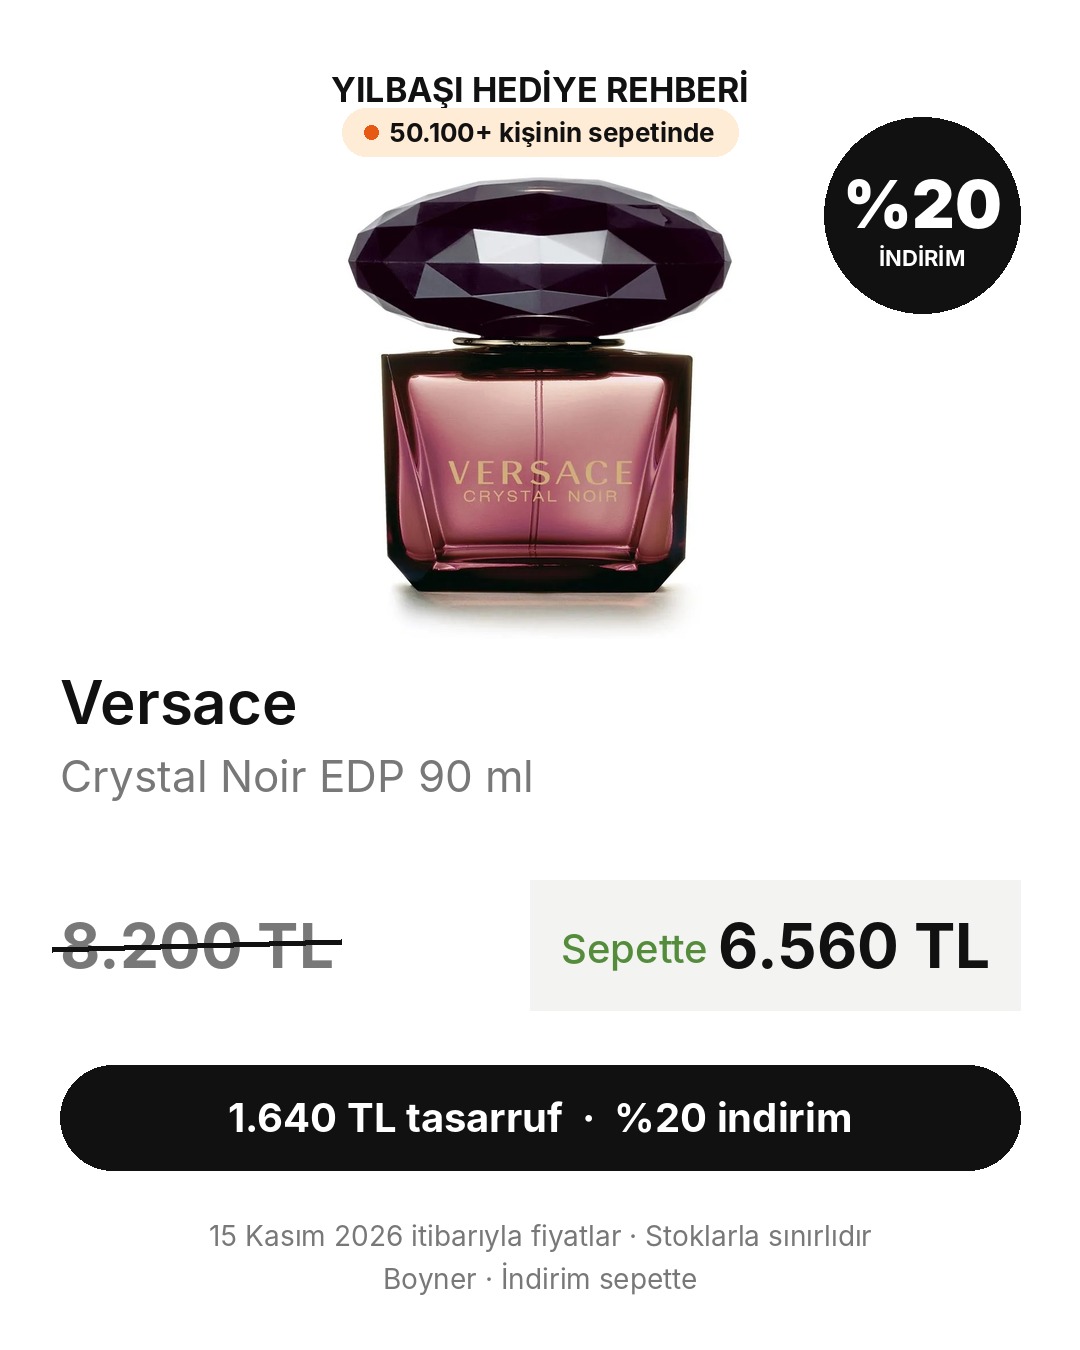 YILBAŞI HEDİYE REHBERİ
50.100+ kişinin sepetinde
%20
İNDİRİM
VERSACE
CRYSTAL NOIR
Versace
Crystal Noir EDP 90 ml
8.200 TL
Sepette 6.560 TL
1.640 TL tasarruf · %20 indirim
15 Kasım 2026 itibarıyla fiyatlar · Stoklarla sınırlıdır
Boyner · İndirim sepette